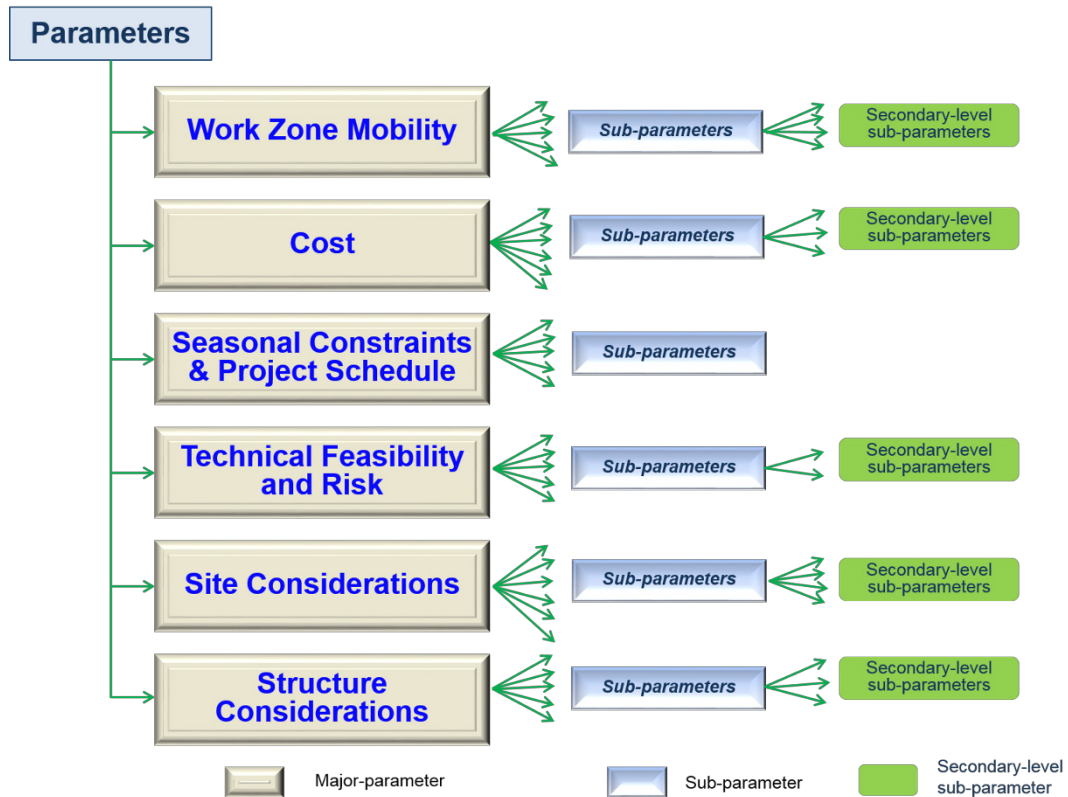 Parameters
Work Zone Mobility
Sub-parameters
Secondary-level
sub-parameters
Cost
Sub-parameters
Secondary-level
sub-parameters
Seasonal Constraints
& Project Schedule
Sub-parameters
Technical Feasibility
and Risk
Sub-parameters
Secondary-level
sub-parameters
Site Considerations
Sub-parameters
Secondary-level
sub-parameters
Structure
Considerations
Sub-parameters
Secondary-level
sub-parameters
Major-parameter
Sub-parameter
Secondary-level
sub-parameter